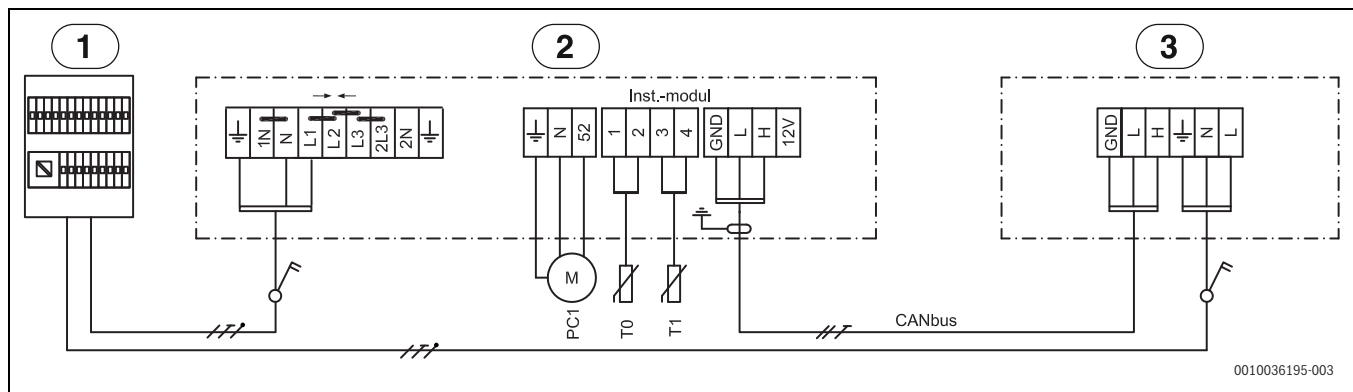 1
2
3
Inst.-modul
1N
N
L1
L2
L3
2L3
2N
N
52
1
2
3
4
GND
L
H
12V
GND
L
H
N
L
M
PC1
T0
T1
CANbus
0010036195-003